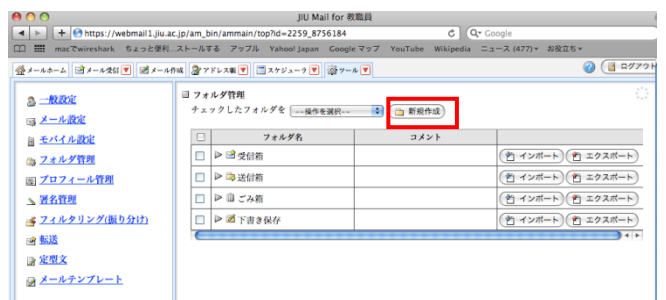 JIU Mail for 教職員
https://webmail1.jiu.ac.jp/am_bin/ammain/top?id=2259_8756184
Q- Google
macでwireshark ちょっと便利...ストールする アップル Yahoo! Japan Google マップ YouTube Wikipedia ニュース (477) お役立ち
メールホーム メール受信 メール作成 アドレス帳 スケジューラ ツール ? ログアウト
一般設定
メール設定
モバイル設定
フォルダ管理
プロフィール管理
署名管理
フィルタリング(振り分け)
転送
定型文
メールテンプレート
フォルダ管理
チェックしたフォルダを --操作を選択-- 新規作成
フォルダ名 コメント
受信箱 インポート エクスポート
送信箱 インポート エクスポート
ごみ箱
下書き保存 インポート エクスポート